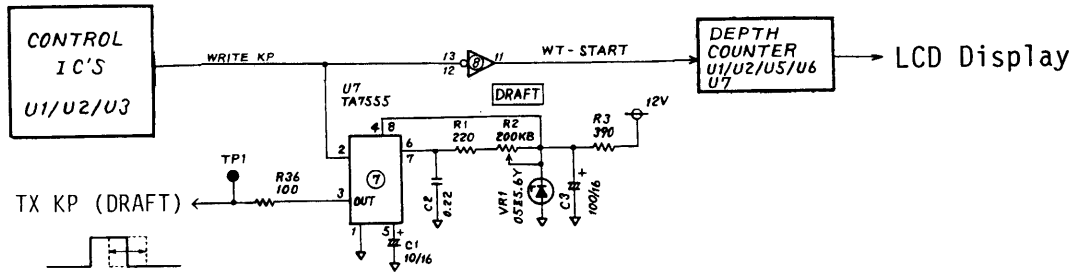 CONTROL
IC'S
U1/U2/U3
WRITE KP
13
12
8
11
WT-START
DEPTH
COUNTER
U1/U2/U5/U6
U7
LCD Display
U7
TA7555
DRAFT
4 8
R1
220
R2
200KB
R3
390
12V
2
6
7
7
TP1
R36
100
3
OUT
C2
0.22
VR1
05Z5.6Y
C3
+
100/16
TX KP (DRAFT)
1
5
+
C1
10/16